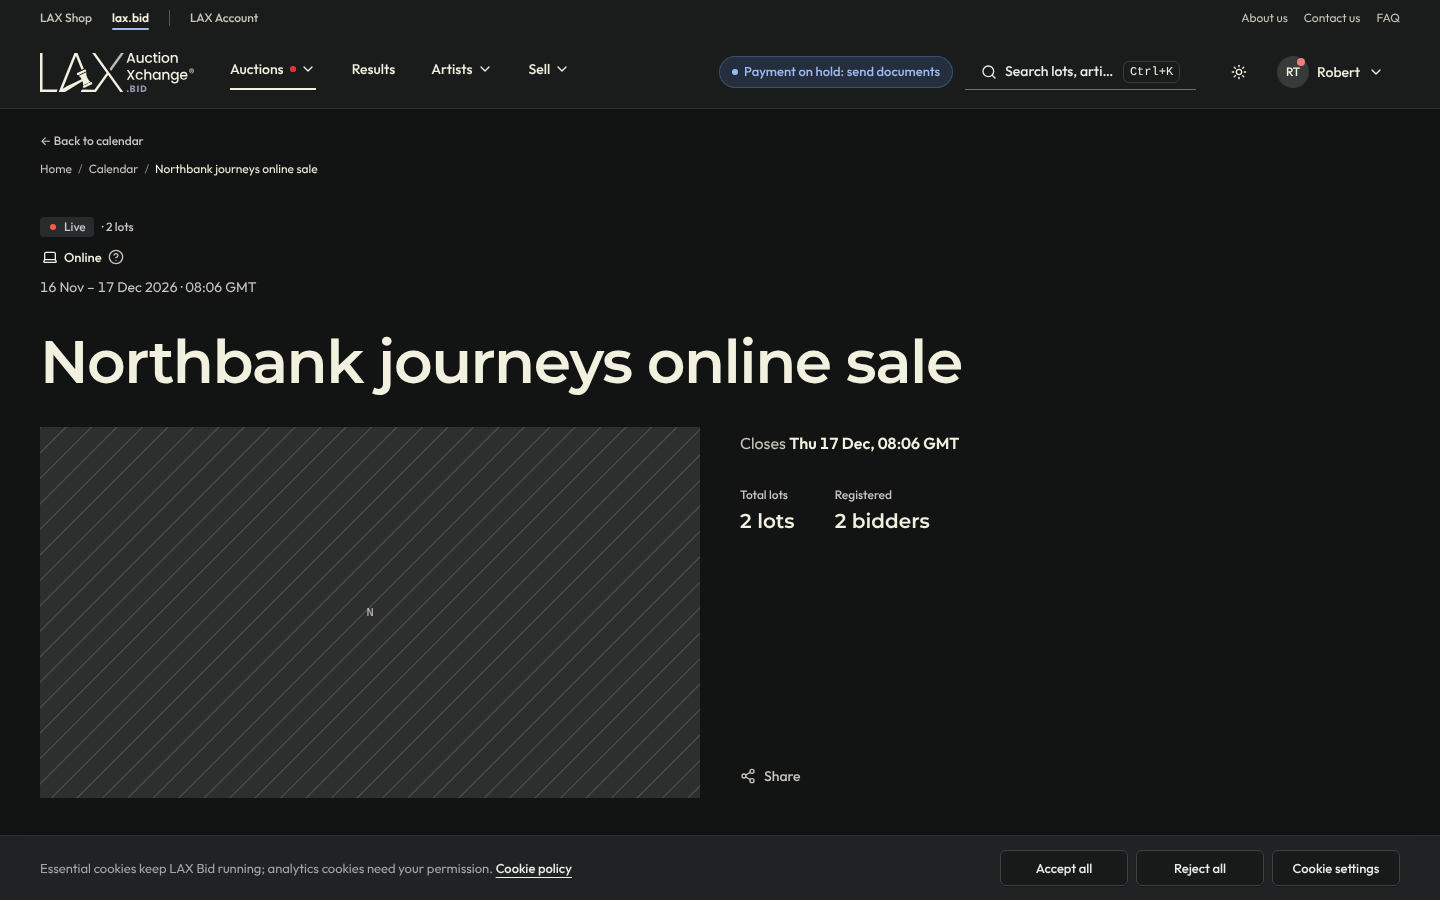 LAX Shop
lax.bid
LAX Account
About us
Contact us
FAQ
LAX Auction Xchange® .BID
Auctions
Results
Artists
Sell
Payment on hold: send documents
Search lots, arti...
Ctrl+K
RT
Robert
← Back to calendar
Home / Calendar / Northbank journeys online sale
Live · 2 lots
Online
16 Nov – 17 Dec 2026 · 08:06 GMT
Northbank journeys online sale
N
Closes Thu 17 Dec, 08:06 GMT
Total lots
2 lots
Registered
2 bidders
Share
Essential cookies keep LAX Bid running; analytics cookies need your permission. Cookie policy
Accept all
Reject all
Cookie settings